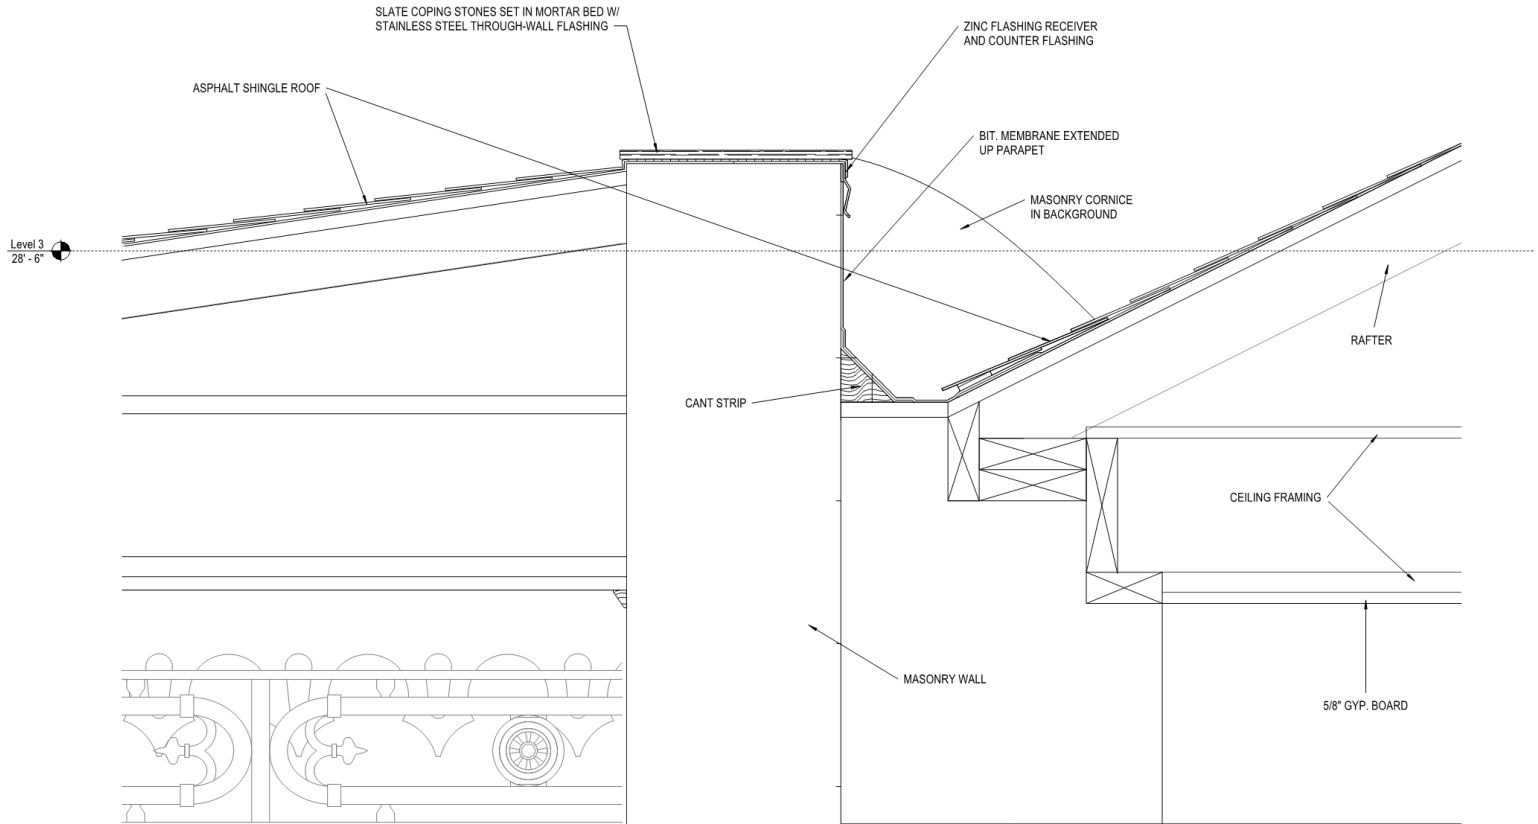 SLATE COPING STONES SET IN MORTAR BED W/
STAINLESS STEEL THROUGH-WALL FLASHING
ZINC FLASHING RECEIVER
AND COUNTER FLASHING
ASPHALT SHINGLE ROOF
BIT. MEMBRANE EXTENDED
UP PARAPET
MASONRY CORNICE
IN BACKGROUND
Level 3
28' - 6"
RAFTER
CANT STRIP
CEILING FRAMING
MASONRY WALL
5/8" GYP. BOARD